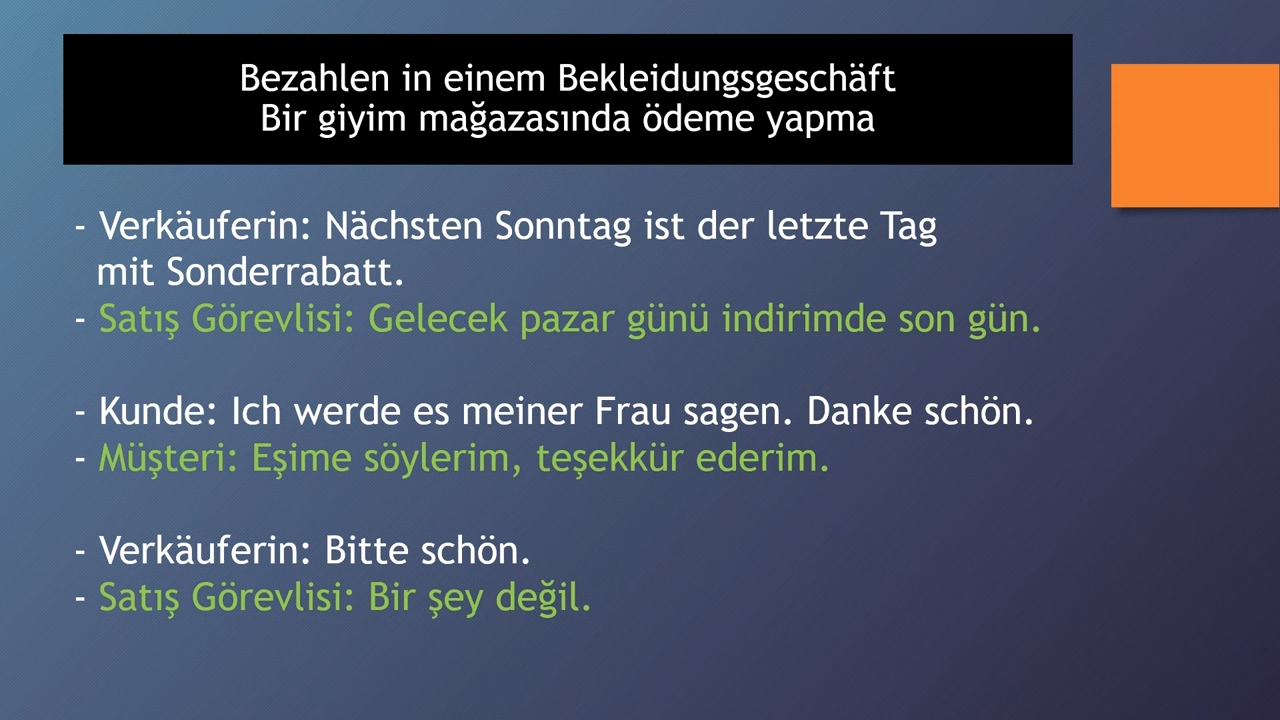 Bezahlen in einem Bekleidungsgeschäft
Bir giyim mağazasında ödeme yapma
- Verkäuferin: Nächsten Sonntag ist der letzte Tag
mit Sonderrabatt.
- Satış Görevlisi: Gelecek pazar günü indirimde son gün.
- Kunde: Ich werde es meiner Frau sagen. Danke schön.
- Müşteri: Eşime söylerim, teşekkür ederim.
- Verkäuferin: Bitte schön.
- Satış Görevlisi: Bir şey değil.